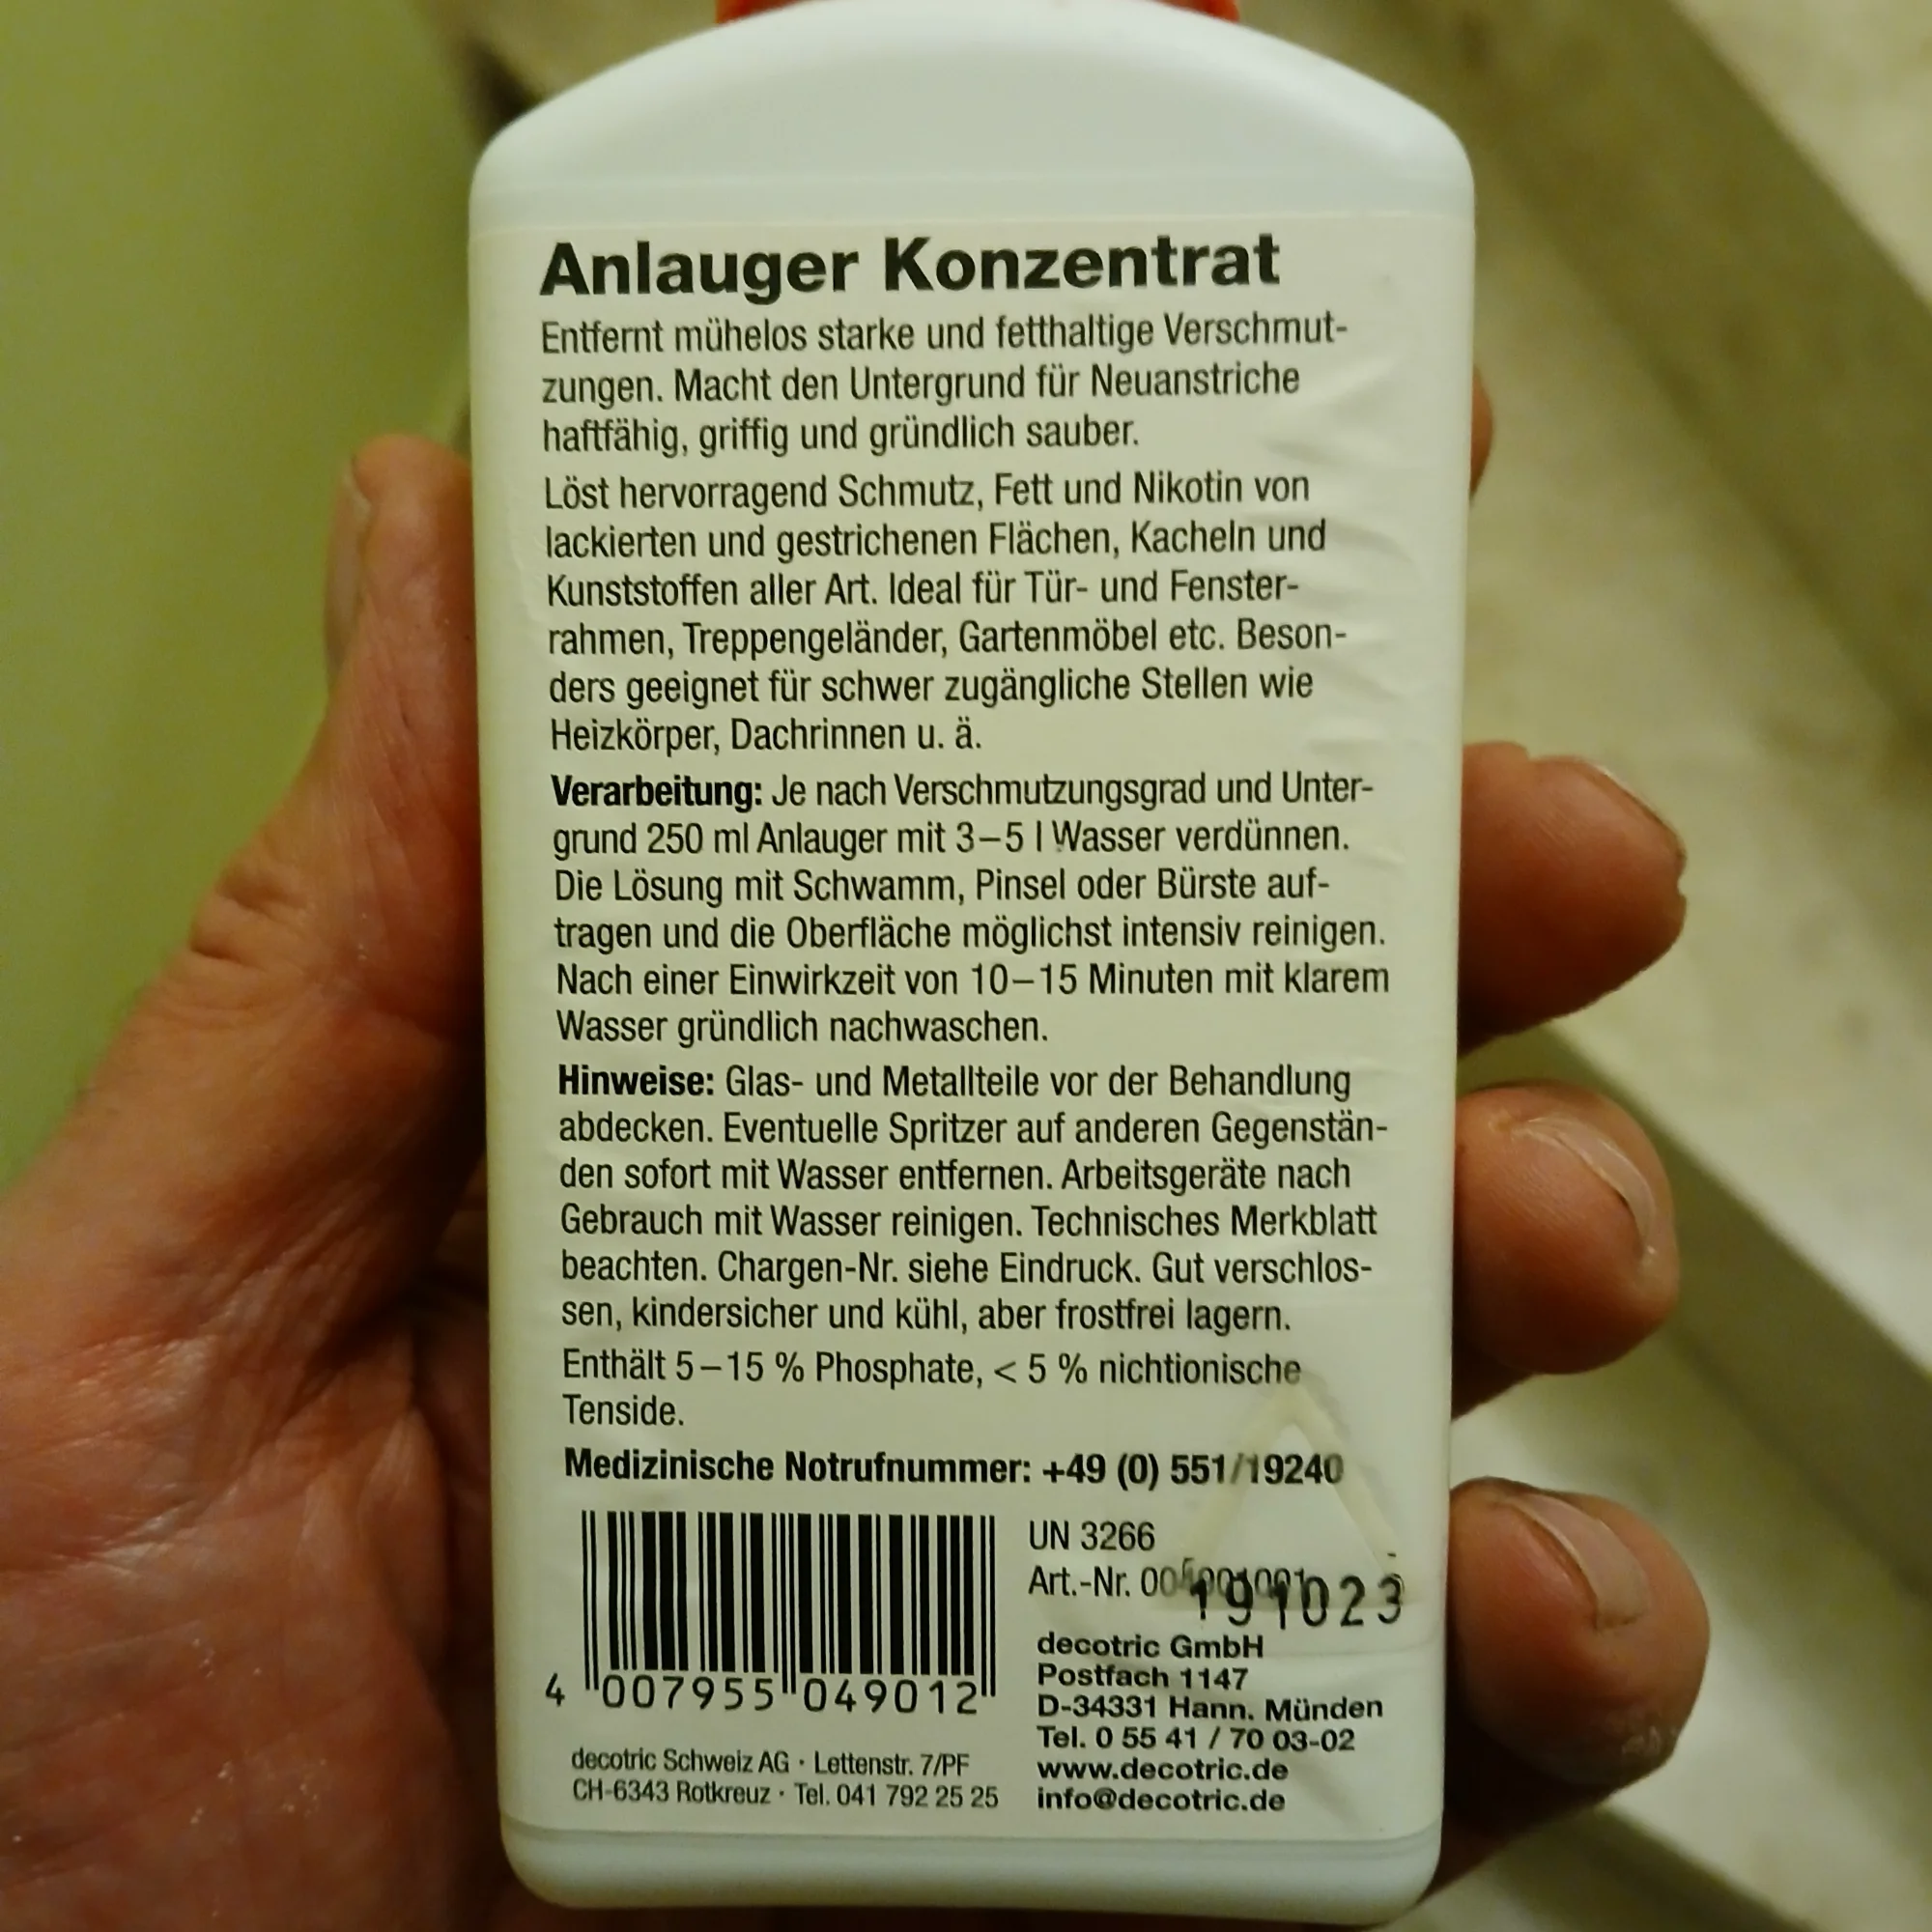 Anlauger Konzentrat
Entfernt mühelos starke und fetthaltige Verschmut-
zungen. Macht den Untergrund für Neuanstriche
haftfähig, griffig und gründlich sauber.
Löst hervorragend Schmutz, Fett und Nikotin von
lackierten und gestrichenen Flächen, Kacheln und
Kunststoffen aller Art. Ideal für Tür- und Fenster-
rahmen, Treppengeländer, Gartenmöbel etc. Beson-
ders geeignet für schwer zugängliche Stellen wie
Heizkörper, Dachrinnen u. ä.
Verarbeitung: Je nach Verschmutzungsgrad und Unter-
grund 250 ml Anlauger mit 3–5 l Wasser verdünnen.
Die Lösung mit Schwamm, Pinsel oder Bürste auf-
tragen und die Oberfläche möglichst intensiv reinigen.
Nach einer Einwirkzeit von 10–15 Minuten mit klarem
Wasser gründlich nachwaschen.
Hinweise: Glas- und Metallteile vor der Behandlung
abdecken. Eventuelle Spritzer auf anderen Gegenstän-
den sofort mit Wasser entfernen. Arbeitsgeräte nach
Gebrauch mit Wasser reinigen. Technisches Merkblatt
beachten. Chargen-Nr. siehe Eindruck. Gut verschlos-
sen, kindersicher und kühl, aber frostfrei lagern.
Enthält 5–15 % Phosphate, < 5 % nichtionische
Tenside.
Medizinische Notrufnummer: +49 (0) 551/19240
UN 3266
Art.-Nr.
191023
4 007955 049012
decotric GmbH
Postfach 1147
D-34331 Hann. Münden
Tel. 0 55 41 / 70 03-02
www.decotric.de
info@decotric.de
decotric Schweiz AG · Lettenstr. 7/PF
CH-6343 Rotkreuz · Tel. 041 792 25 25